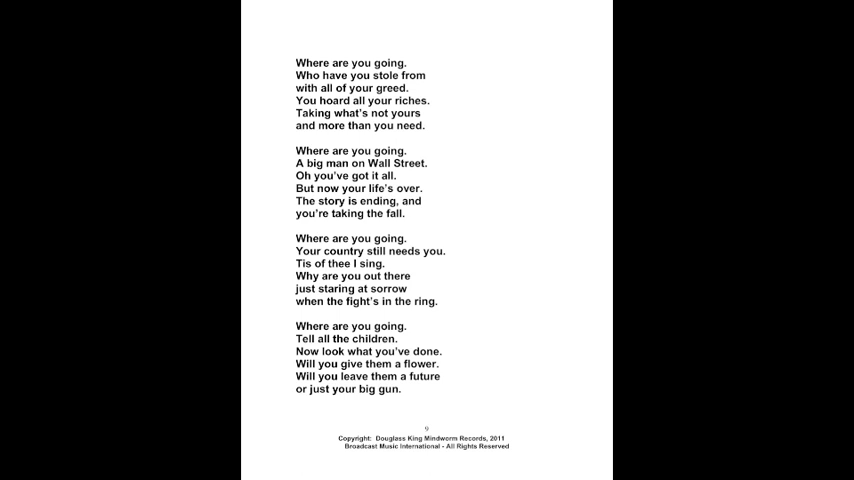 Where are you going.
Who have you stole from
with all of your greed.
You hoard all your riches.
Taking what's not yours
and more than you need.
Where are you going.
A big man on Wall Street.
Oh you've got it all.
But now your life's over.
The story is ending, and
you're taking the fall.
Where are you going.
Your country still needs you.
Tis of thee I sing.
Why are you out there
just staring at sorrow
when the fight's in the ring.
Where are you going.
Tell all the children.
Now look what you've done.
Will you give them a flower.
Will you leave them a future
or just your big gun.
9
Copyright: Douglass King Mindworm Records, 2011
Broadcast Music International - All Rights Reserved